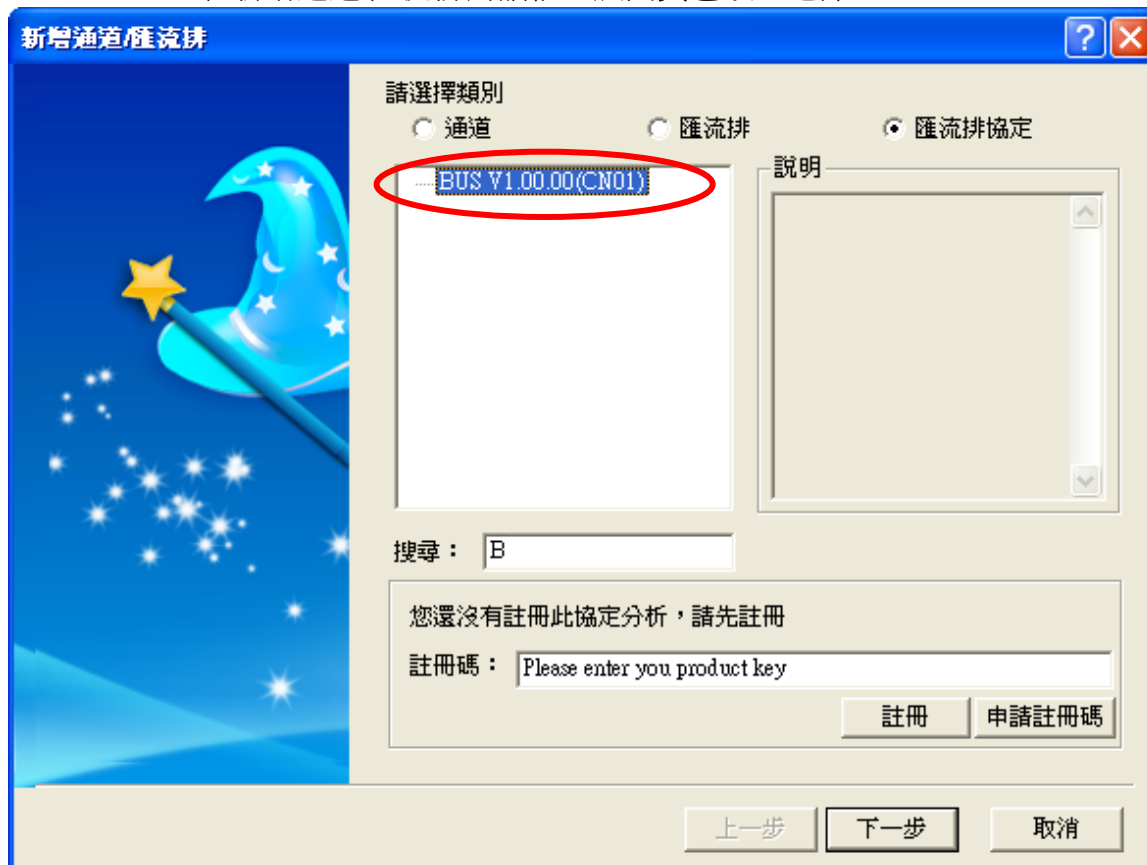 新增通道/匯流排
請選擇類別
通道 匯流排 匯流排協定
BUS V1.00.00(CN01)
說明
搜尋： B
您還沒有註冊此協定分析，請先註冊
註冊碼： Please enter you product key
註冊 申請註冊碼
上一步 下一步 取消